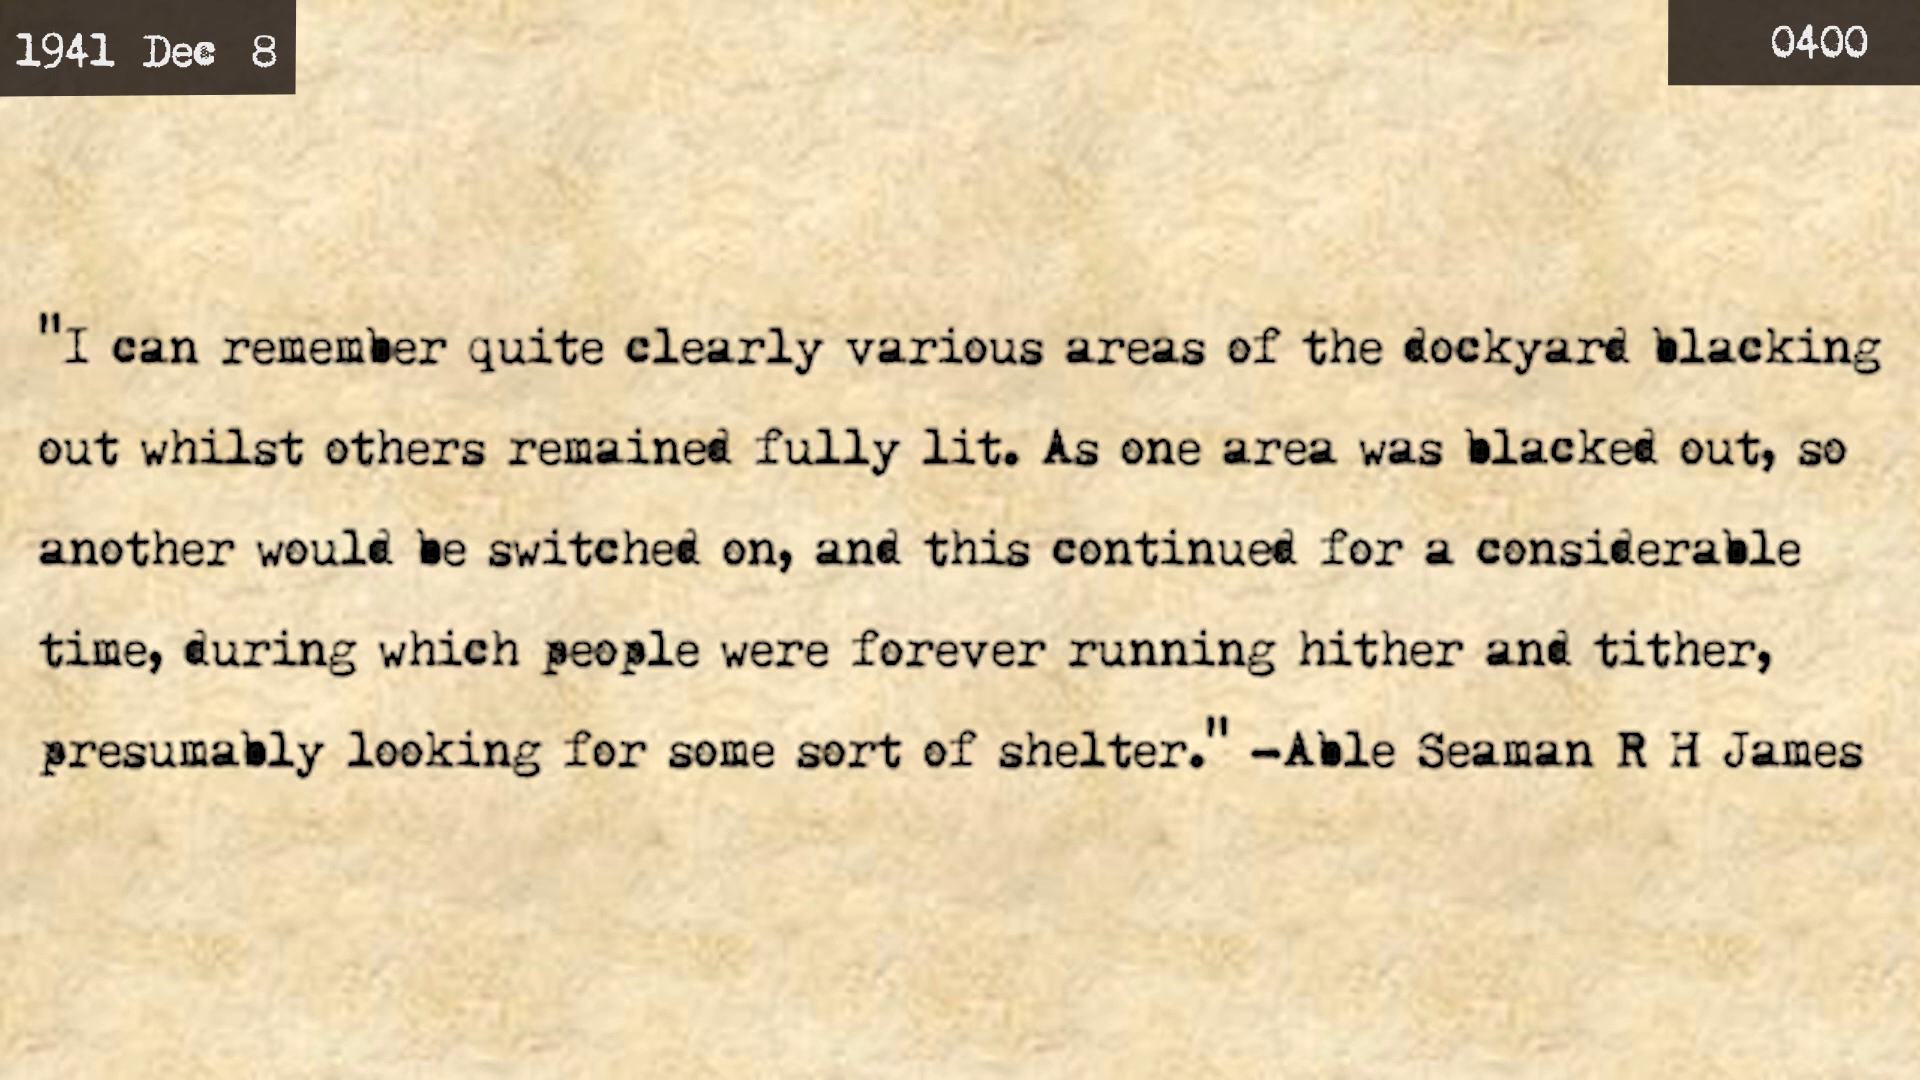 1941 Dec 8
0400
"I can remember quite clearly various areas of the dockyard blacking
out whilst others remained fully lit. As one area was blacked out, so
another would be switched on, and this continued for a considerable
time, during which people were forever running hither and tither,
presumably looking for some sort of shelter." -Able Seaman R H James